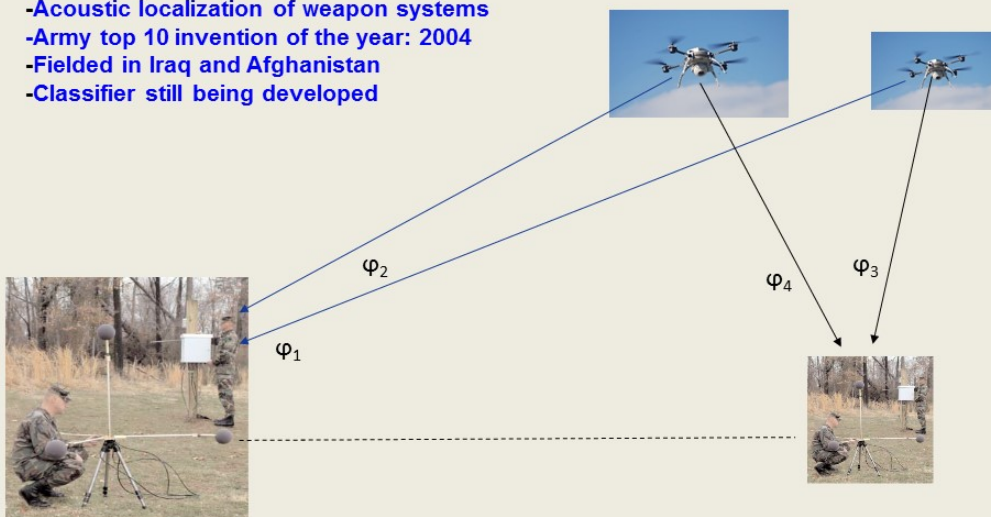 -Acoustic localization of weapon systems
-Army top 10 invention of the year: 2004
-Fielded in Iraq and Afghanistan
-Classifier still being developed
φ₂
φ₄
φ₃
φ₁